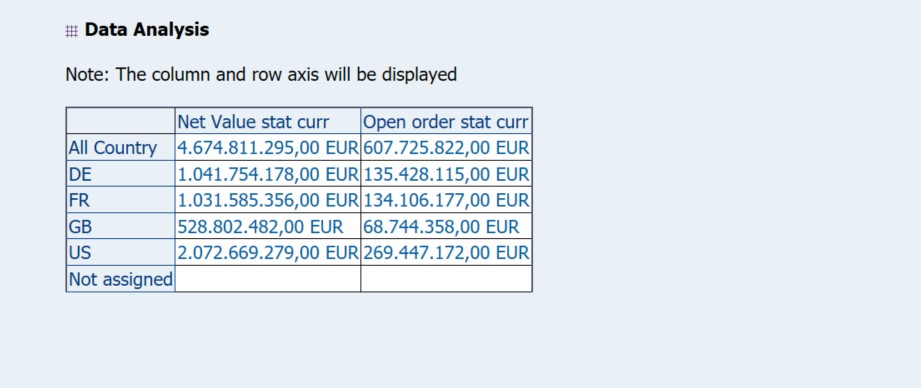 Data Analysis
Note: The column and row axis will be displayed
Net Value stat curr Open order stat curr
All Country 4.674.811.295,00 EUR 607.725.822,00 EUR
DE 1.041.754.178,00 EUR 135.428.115,00 EUR
FR 1.031.585.356,00 EUR 134.106.177,00 EUR
GB 528.802.482,00 EUR 68.744.358,00 EUR
US 2.072.669.279,00 EUR 269.447.172,00 EUR
Not assigned